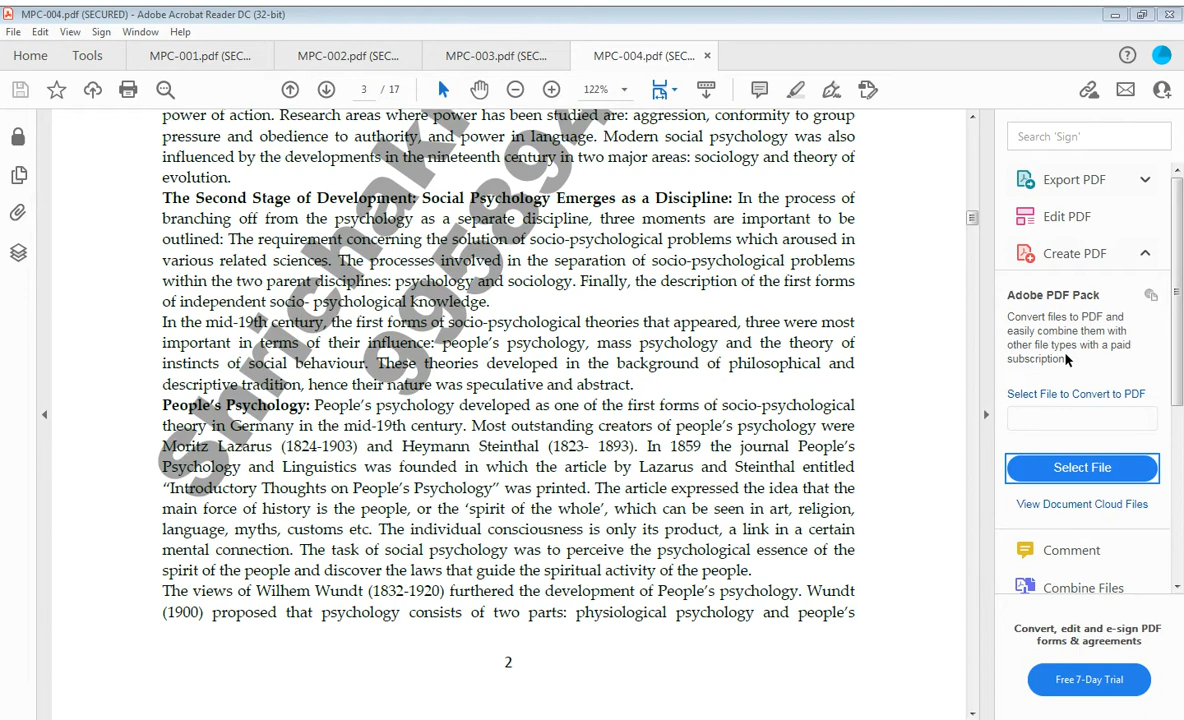 MPC-004.pdf (SECURED) - Adobe Acrobat Reader DC (32-bit)
File Edit View Sign Window Help
Home Tools MPC-001.pdf (SEC... MPC-002.pdf (SEC... MPC-003.pdf (SEC... MPC-004.pdf (SEC... ×
3 / 17 122%
power of action. Research areas where power has been studied are: aggression, conformity to group
pressure and obedience to authority, and power in language. Modern social psychology was also
influenced by the developments in the nineteenth century in two major areas: sociology and theory of
evolution.
The Second Stage of Development: Social Psychology Emerges as a Discipline: In the process of
branching off from the psychology as a separate discipline, three moments are important to be
outlined: The requirement concerning the solution of socio-psychological problems which aroused in
various related sciences. The processes involved in the separation of socio-psychological problems
within the two parent disciplines: psychology and sociology. Finally, the description of the first forms
of independent socio- psychological knowledge.
In the mid-19th century, the first forms of socio-psychological theories that appeared, three were most
important in terms of their influence: people's psychology, mass psychology and the theory of
instincts of social behaviour. These theories developed in the background of philosophical and
descriptive tradition, hence their nature was speculative and abstract.
People's Psychology: People's psychology developed as one of the first forms of socio-psychological
theory in Germany in the mid-19th century. Most outstanding creators of people's psychology were
Moritz Lazarus (1824-1903) and Heymann Steinthal (1823- 1893). In 1859 the journal People's
Psychology and Linguistics was founded in which the article by Lazarus and Steinthal entitled
"Introductory Thoughts on People's Psychology" was printed. The article expressed the idea that the
main force of history is the people, or the 'spirit of the whole', which can be seen in art, religion,
language, myths, customs etc. The individual consciousness is only its product, a link in a certain
mental connection. The task of social psychology was to perceive the psychological essence of the
spirit of the people and discover the laws that guide the spiritual activity of the people.
The views of Wilhem Wundt (1832-1920) furthered the development of People's psychology. Wundt
(1900) proposed that psychology consists of two parts: physiological psychology and people's
2
Search 'Sign'
Export PDF
Edit PDF
Create PDF
Adobe PDF Pack
Convert files to PDF and
easily combine them with
other file types with a paid
subscription
Select File to Convert to PDF
Select File
View Document Cloud Files
Comment
Combine Files
Convert, edit and e-sign PDF
forms & agreements
Free 7-Day Trial